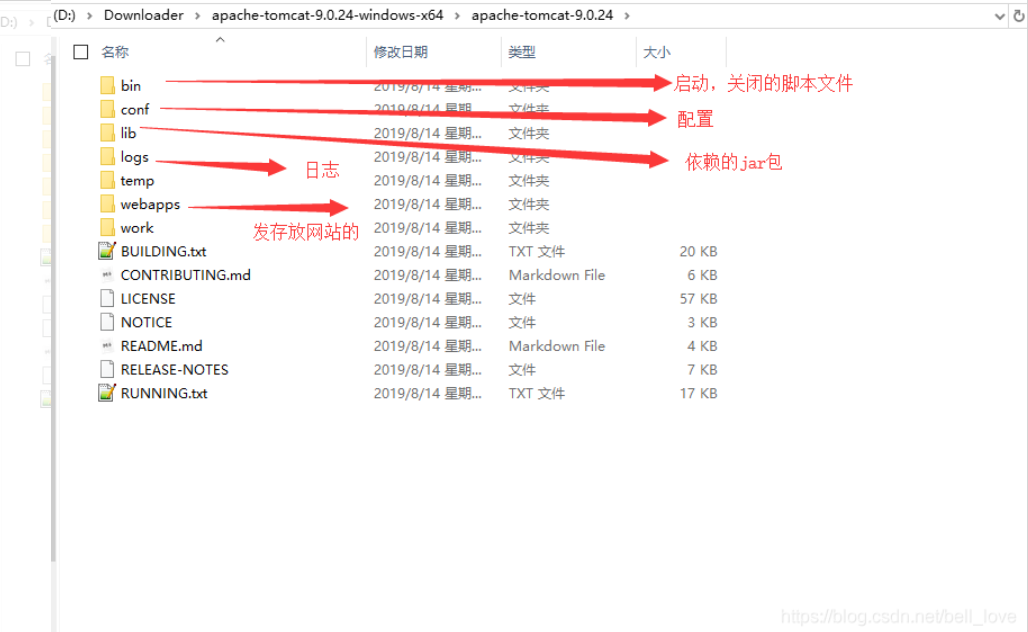 (D:) › Downloader › apache-tomcat-9.0.24-windows-x64 › apache-tomcat-9.0.24 ›
名称 修改日期 类型 大小
bin 2019/8/14 星期... 文件夹 启动，关闭的脚本文件
conf 2019/8/14 星期... 文件夹 配置
lib 2019/8/14 星期... 文件夹
logs 2019/8/14 星期... 文件夹 依赖的jar包
日志
temp 2019/8/14 星期... 文件夹
webapps 2019/8/14 星期... 文件夹
work 2019/8/14 星期... 文件夹
发存放网站的
BUILDING.txt 2019/8/14 星期... TXT 文件 20 KB
CONTRIBUTING.md 2019/8/14 星期... Markdown File 6 KB
LICENSE 2019/8/14 星期... 文件 57 KB
NOTICE 2019/8/14 星期... 文件 3 KB
README.md 2019/8/14 星期... Markdown File 4 KB
RELEASE-NOTES 2019/8/14 星期... 文件 7 KB
RUNNING.txt 2019/8/14 星期... TXT 文件 17 KB
https://blog.csdn.net/bell_love